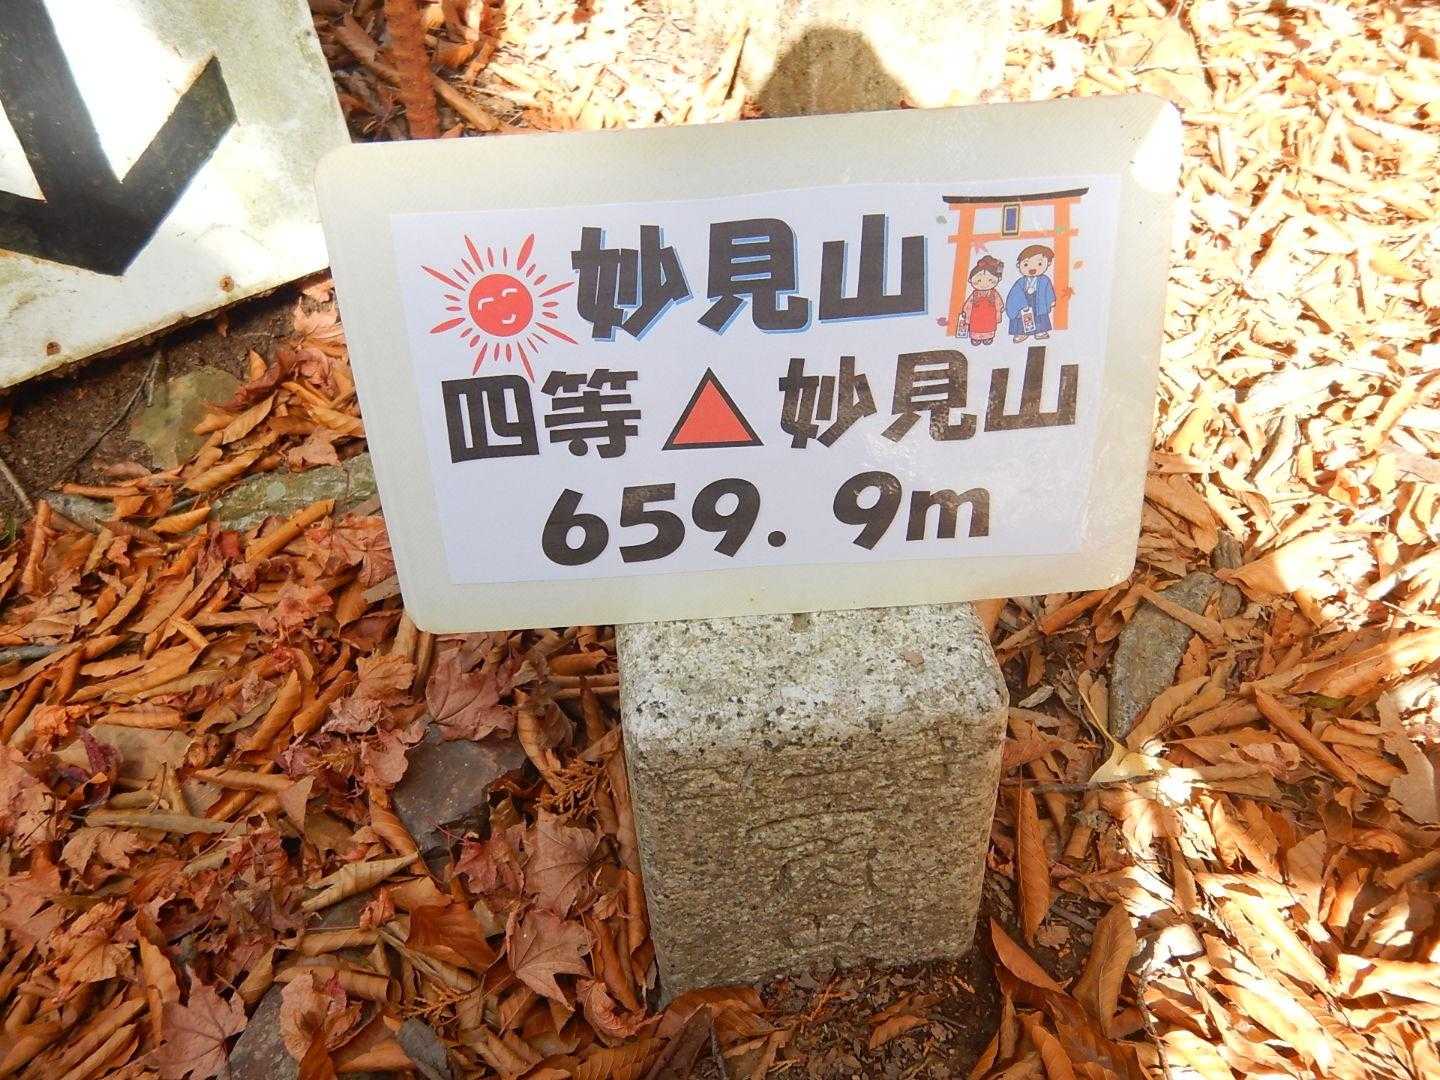 妙見山
四等 ▲ 妙見山
659. 9m